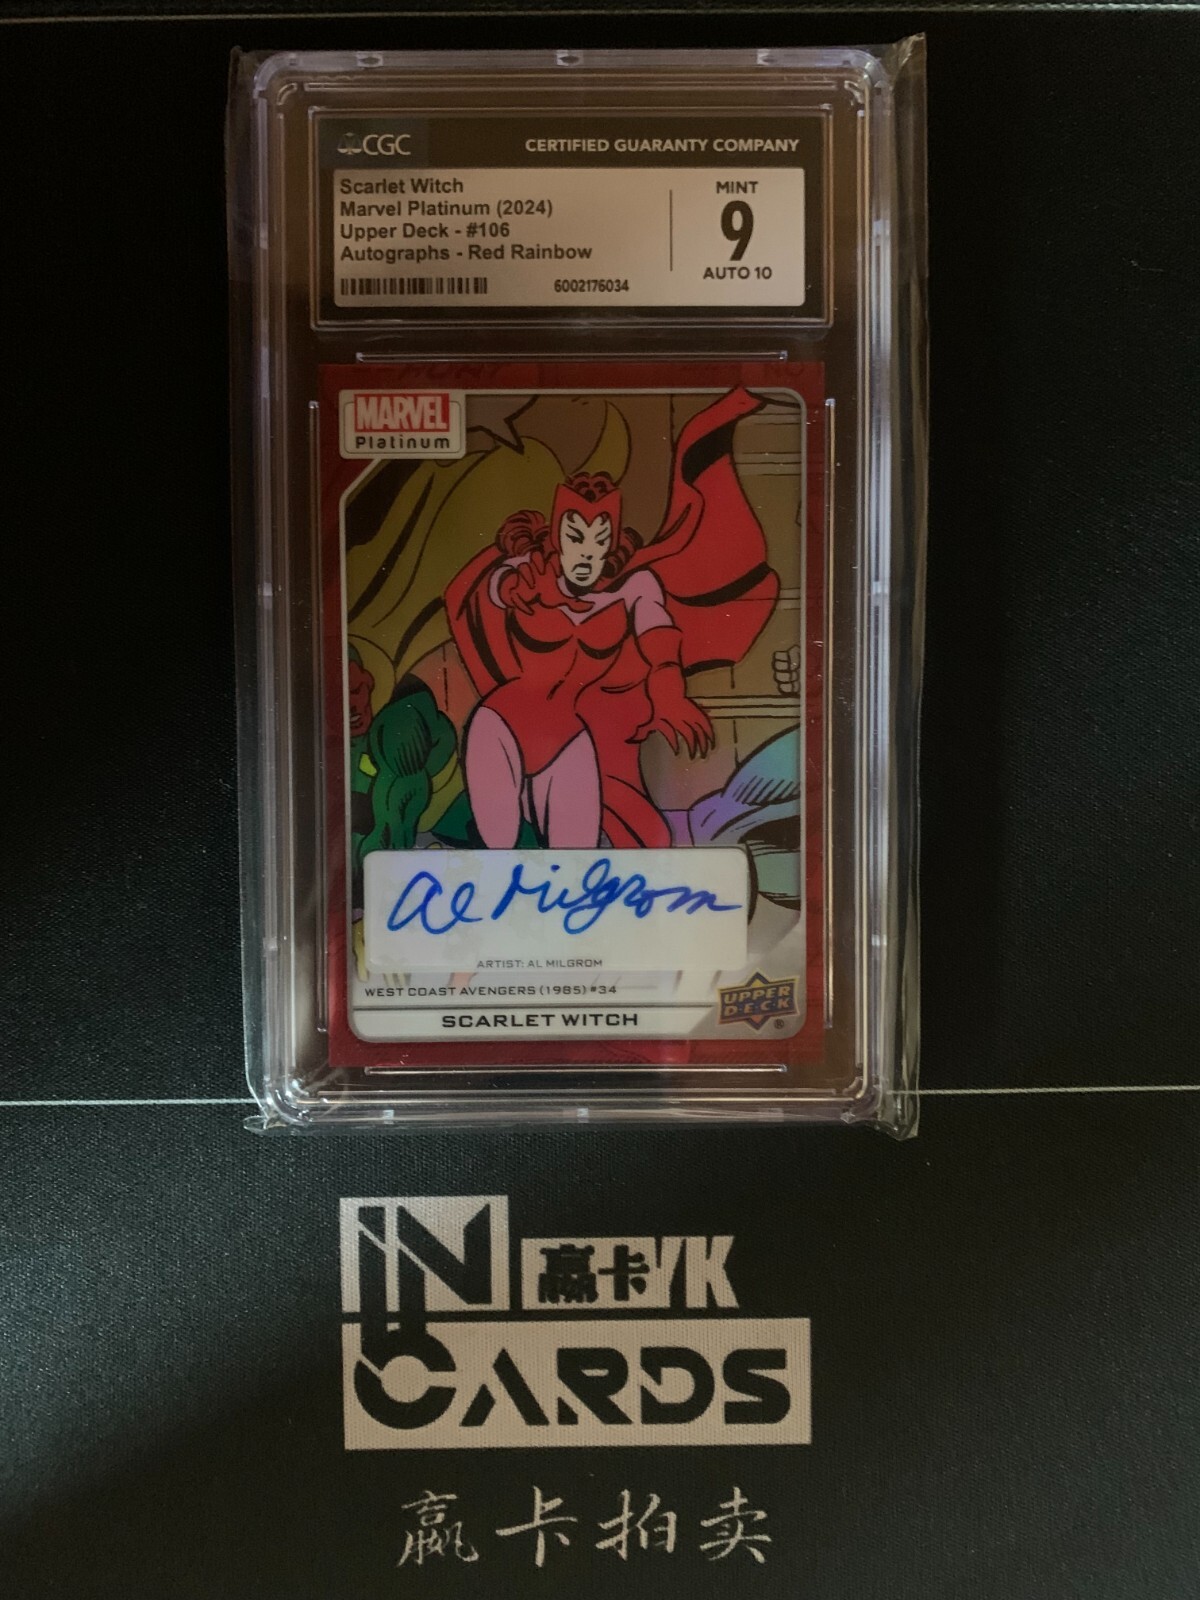 CGC
CERTIFIED GUARANTY COMPANY
Scarlet Witch
Marvel Platinum (2024)
Upper Deck - #106
Autographs - Red Rainbow
6002176034
MINT
9
AUTO 10
MARVEL
Platinum
Al Milgrom
ARTIST: AL MILGROM
WEST COAST AVENGERS (1985) #34
UPPER
D·E·C·K
®
SCARLET WITCH
IN
赢卡YK
CARDS
赢卡拍卖